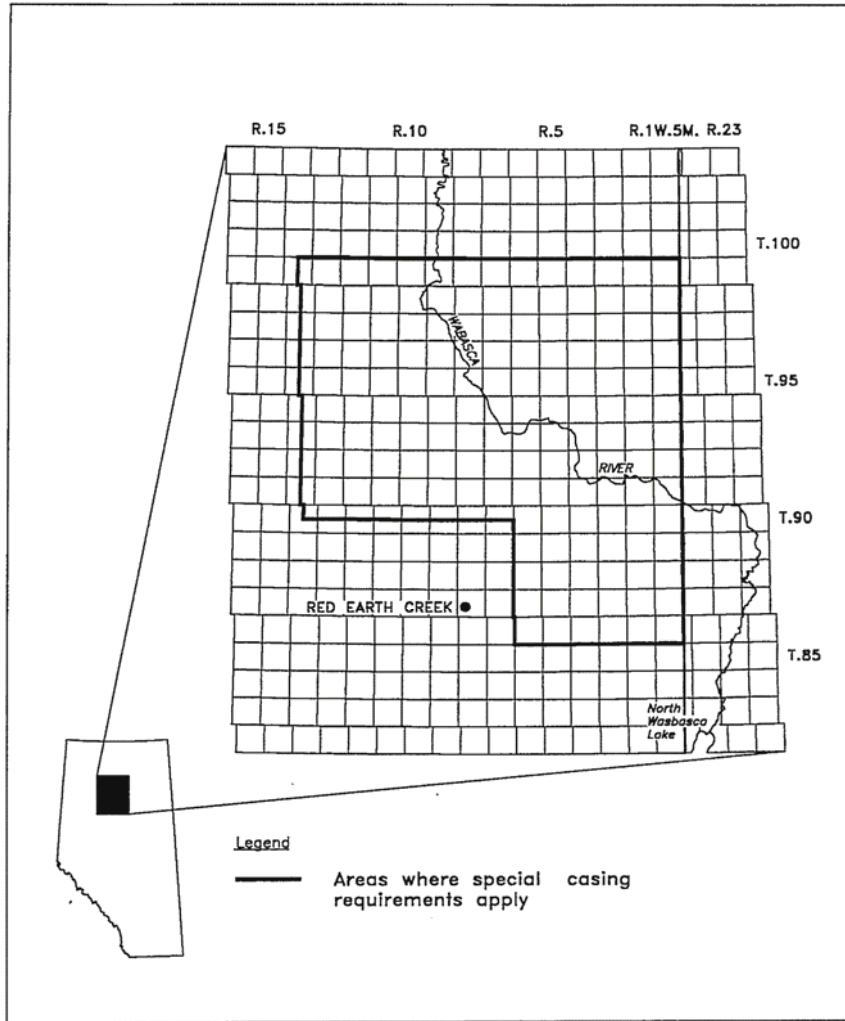 R.15 R.10 R.5 R.1W.5M. R.23
T.100
WABASCA
T.95
RIVER
T.90
RED EARTH CREEK
T.85
North
Wasbasca
Lake
Legend
Areas where special casing
requirements apply